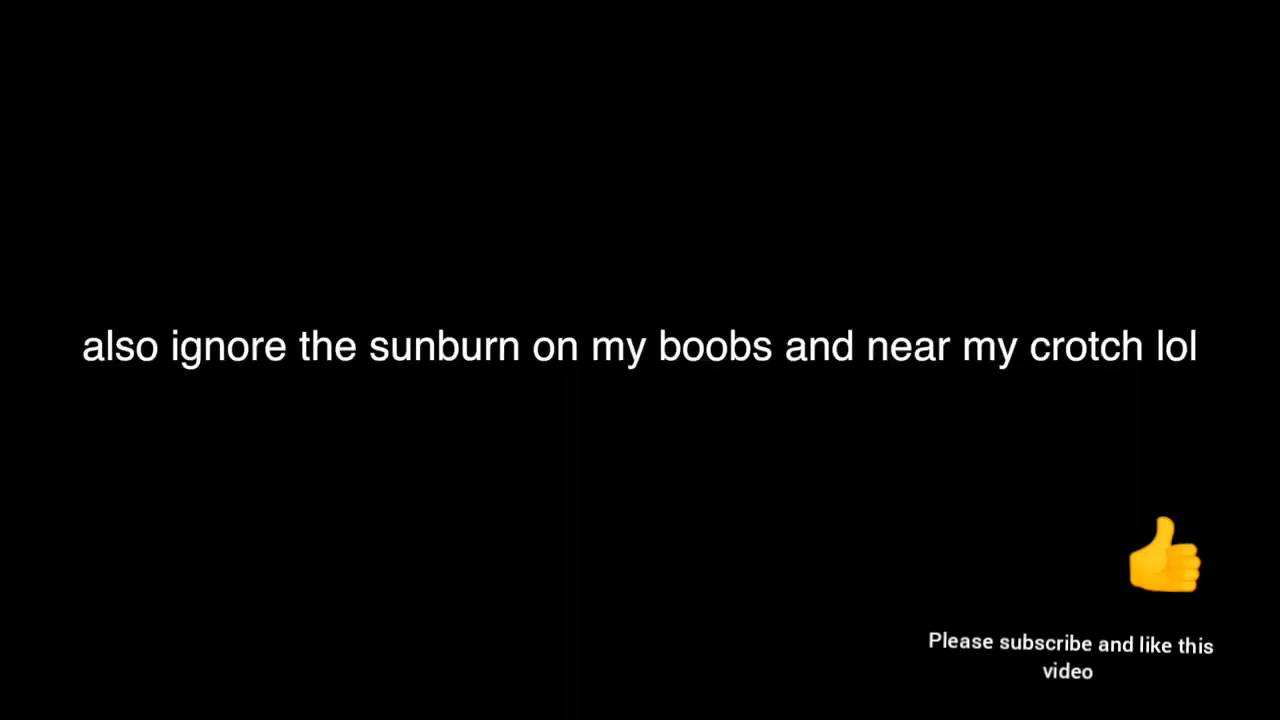 also ignore the sunburn on my boobs and near my crotch lol
Please subscribe and like this
video